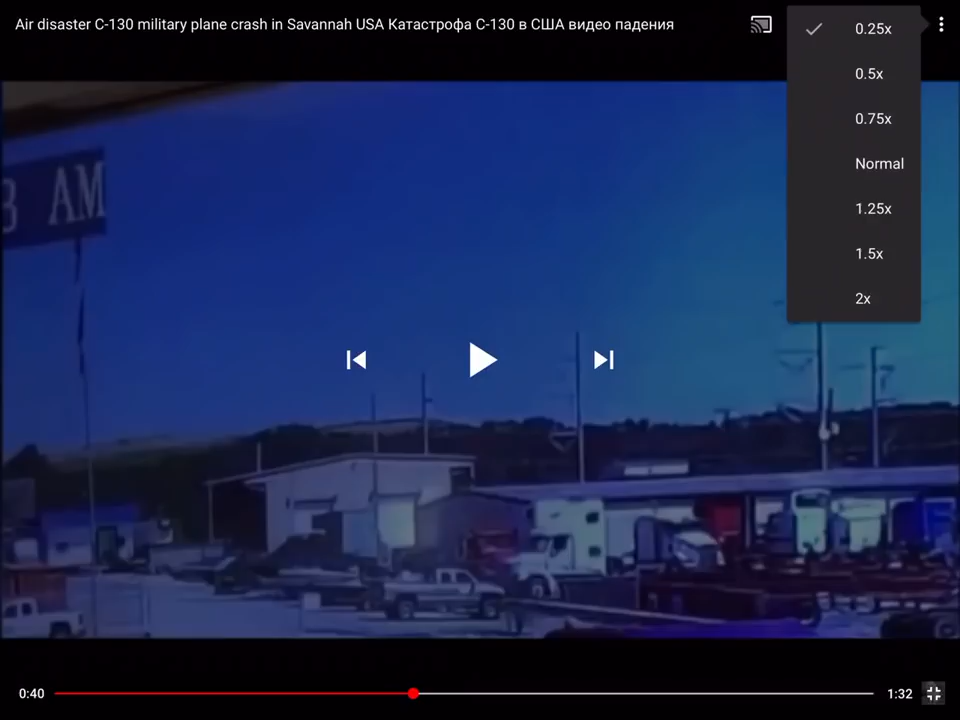 Air disaster C-130 military plane crash in Savannah USA Катастрофа С-130 в США видео падения
0.25x
0.5x
0.75x
Normal
1.25x
1.5x
2x
AM
0:40
1:32